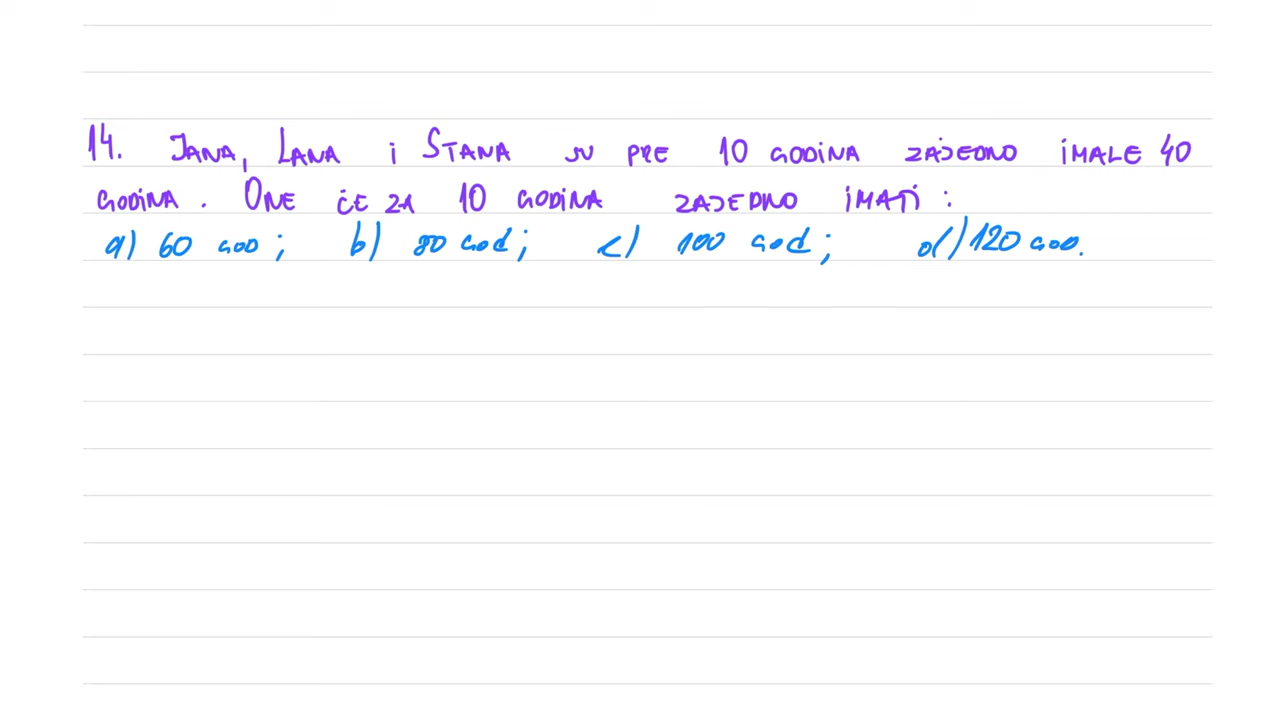 14. JANA, LANA i STANA SU PRE 10 GODINA ZAJEDNO IMALE 40
GODINA. ONE ĆE ZA 10 GODINA ZAJEDNO IMATI:
a) 60 GOD; b) 80 god; c) 100 god; d) 120 GOD.